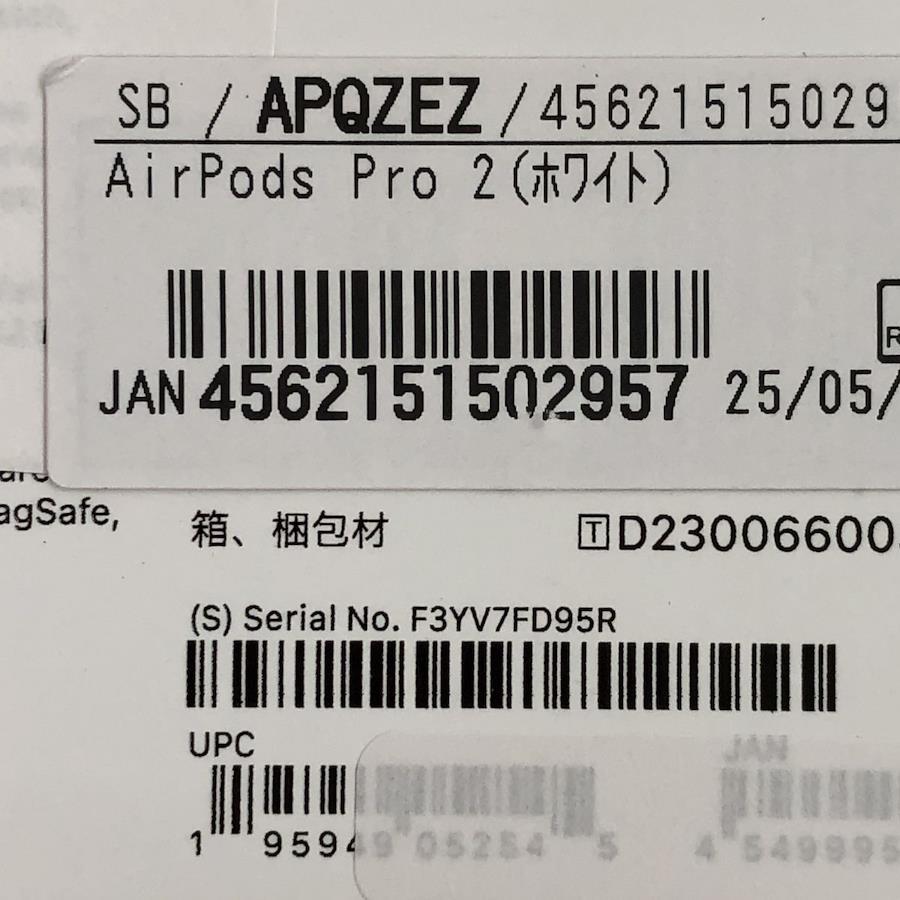 SB / APQZEZ / 45621515029
AirPods Pro 2(ホワイト)
R
JAN 4562151502957 25/05/
agSafe,
箱、梱包材
T D23006600
(S) Serial No. F3YV7FD95R
UPC
JAN
1 95949 05254 5
4 549995